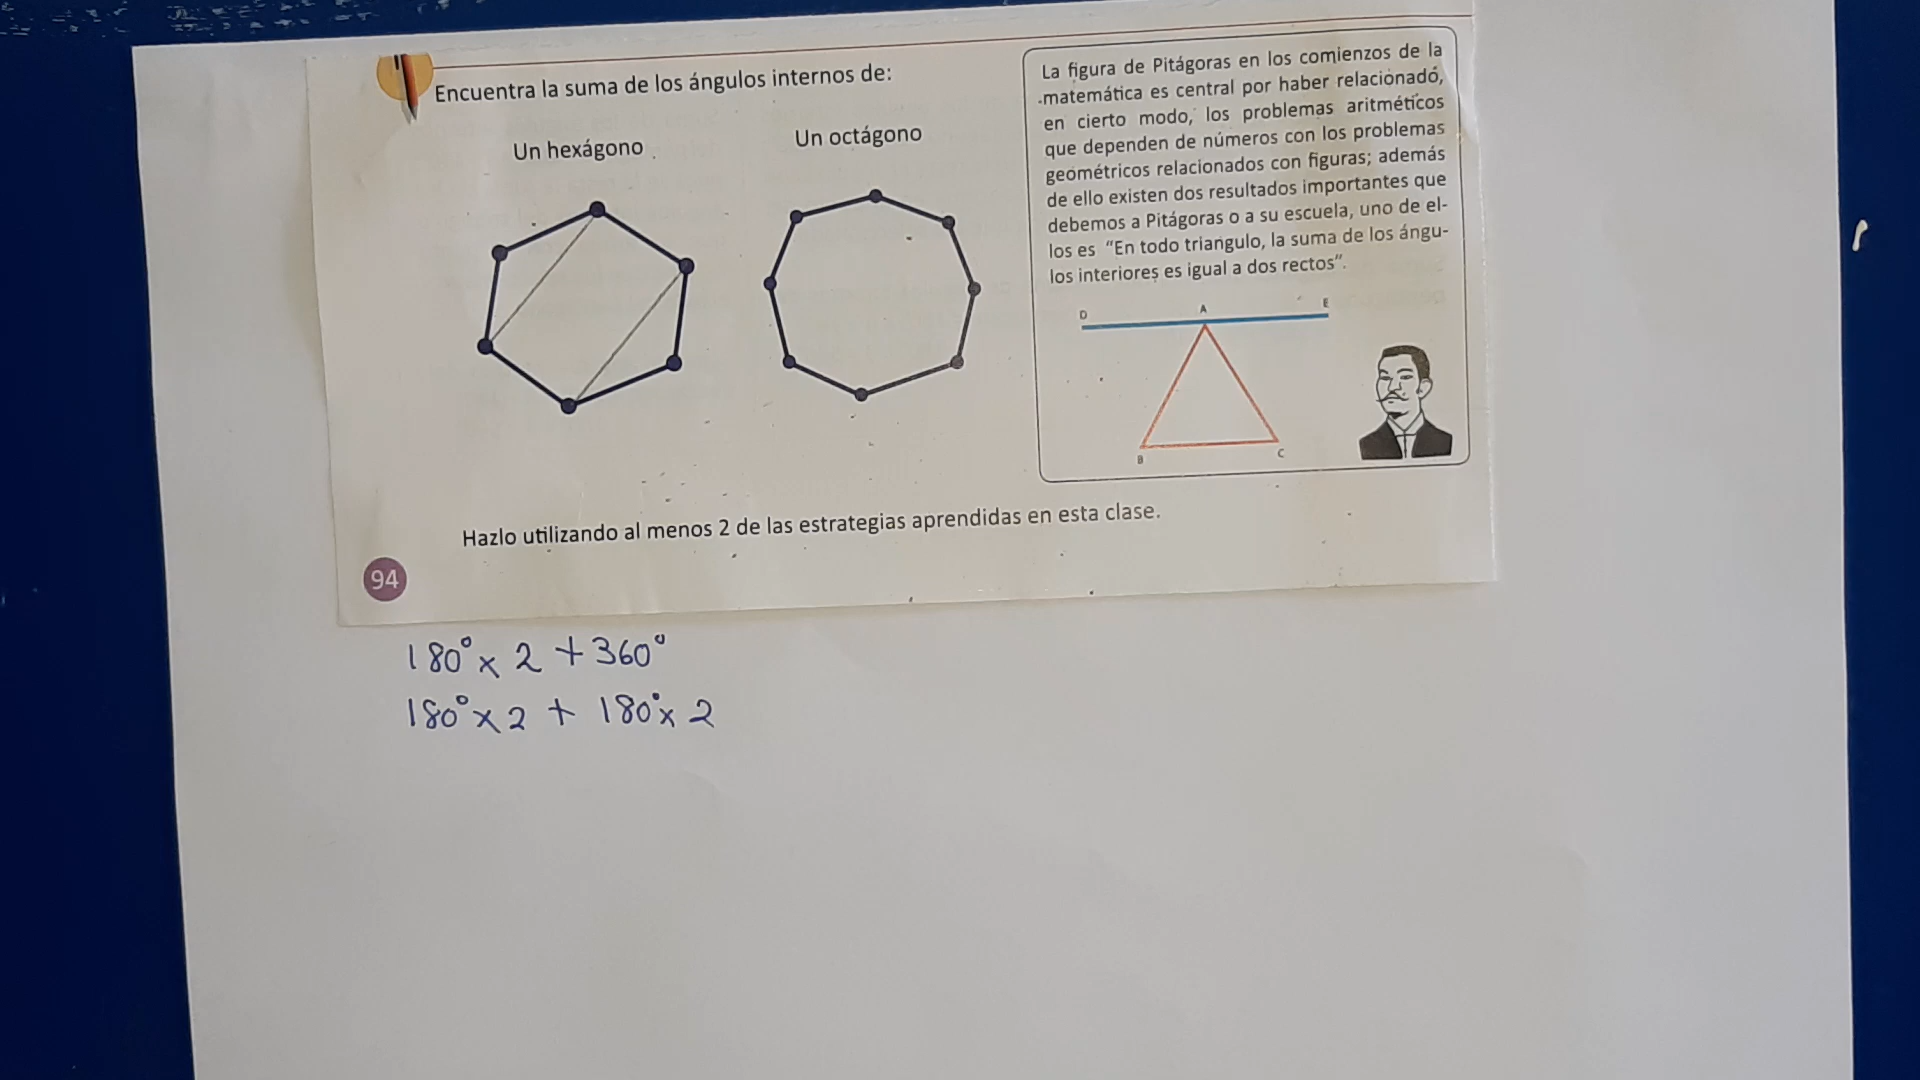 Encuentra la suma de los ángulos internos de:
Un hexágono
Un octágono
La figura de Pitágoras en los comienzos de la
matemática es central por haber relacionado,
en cierto modo, los problemas aritméticos
que dependen de números con los problemas
geométricos relacionados con figuras; además
de ello existen dos resultados importantes que
debemos a Pitágoras o a su escuela, uno de el-
los es "En todo triangulo, la suma de los ángu-
los interiores es igual a dos rectos".
D A E
B C
Hazlo utilizando al menos 2 de las estrategias aprendidas en esta clase.
94
180° x 2 + 360°
180° x 2 + 180° x 2